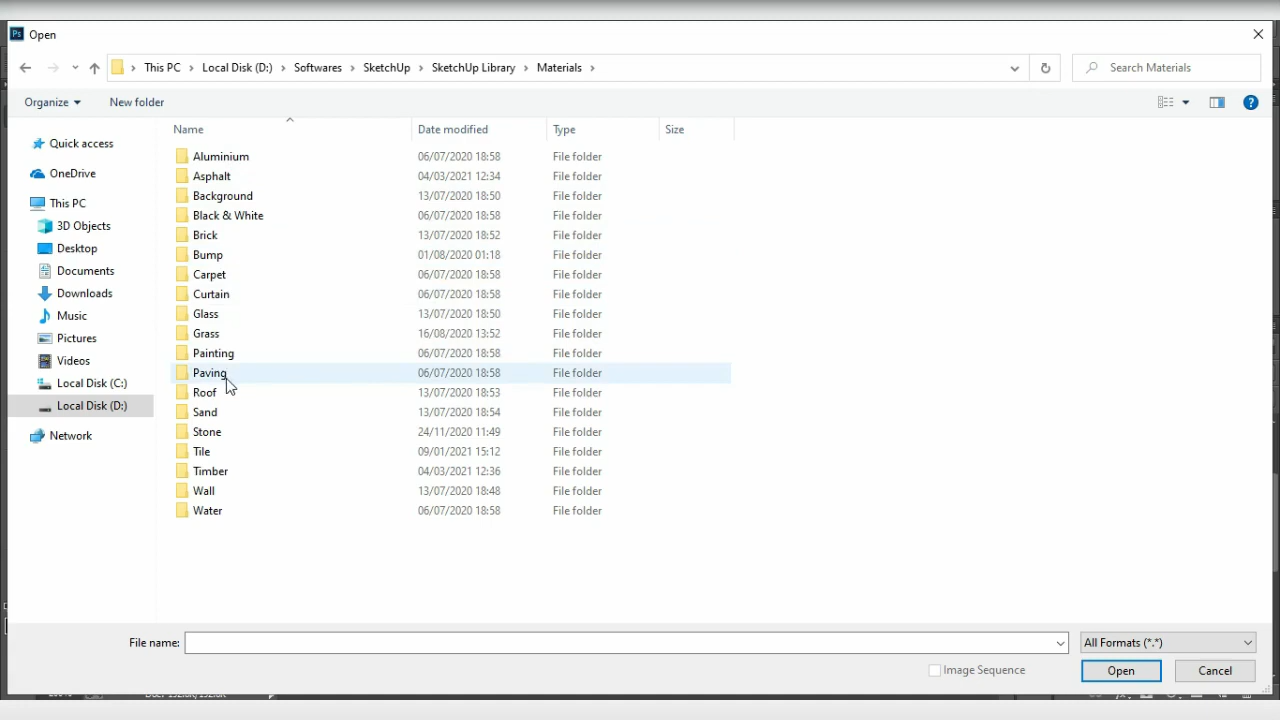 Ps Open
This PC > Local Disk (D:) > Softwares > SketchUp > SketchUp Library > Materials >
Search Materials
Organize
New folder
Name Date modified Type Size
Quick access
OneDrive
This PC
3D Objects
Desktop
Documents
Downloads
Music
Pictures
Videos
Local Disk (C:)
Local Disk (D:)
Network
Aluminium 06/07/2020 18:58 File folder
Asphalt 04/03/2021 12:34 File folder
Background 13/07/2020 18:50 File folder
Black & White 06/07/2020 18:58 File folder
Brick 13/07/2020 18:52 File folder
Bump 01/08/2020 01:18 File folder
Carpet 06/07/2020 18:58 File folder
Curtain 06/07/2020 18:58 File folder
Glass 13/07/2020 18:50 File folder
Grass 16/08/2020 13:52 File folder
Painting 06/07/2020 18:58 File folder
Paving 06/07/2020 18:58 File folder
Roof 13/07/2020 18:53 File folder
Sand 13/07/2020 18:54 File folder
Stone 24/11/2020 11:49 File folder
Tile 09/01/2021 15:12 File folder
Timber 04/03/2021 12:36 File folder
Wall 13/07/2020 18:48 File folder
Water 06/07/2020 18:58 File folder
File name:
All Formats (*.*)
Image Sequence
Open
Cancel